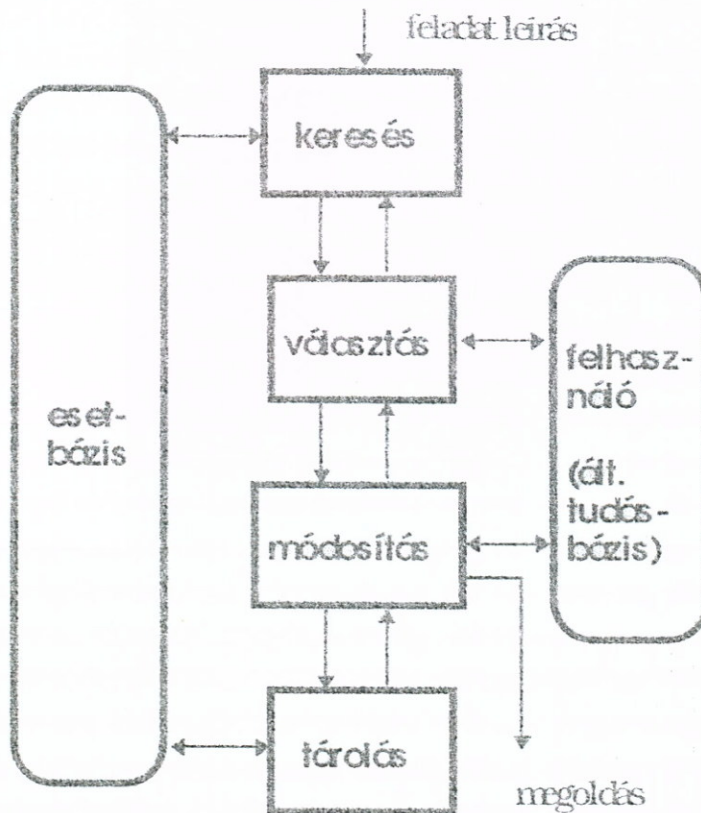 feladat leírás
keresés
választás
eset-
bázis
felhasz-
náló
(ált.
tudás-
bázis)
módosítás
tárolás
megoldás